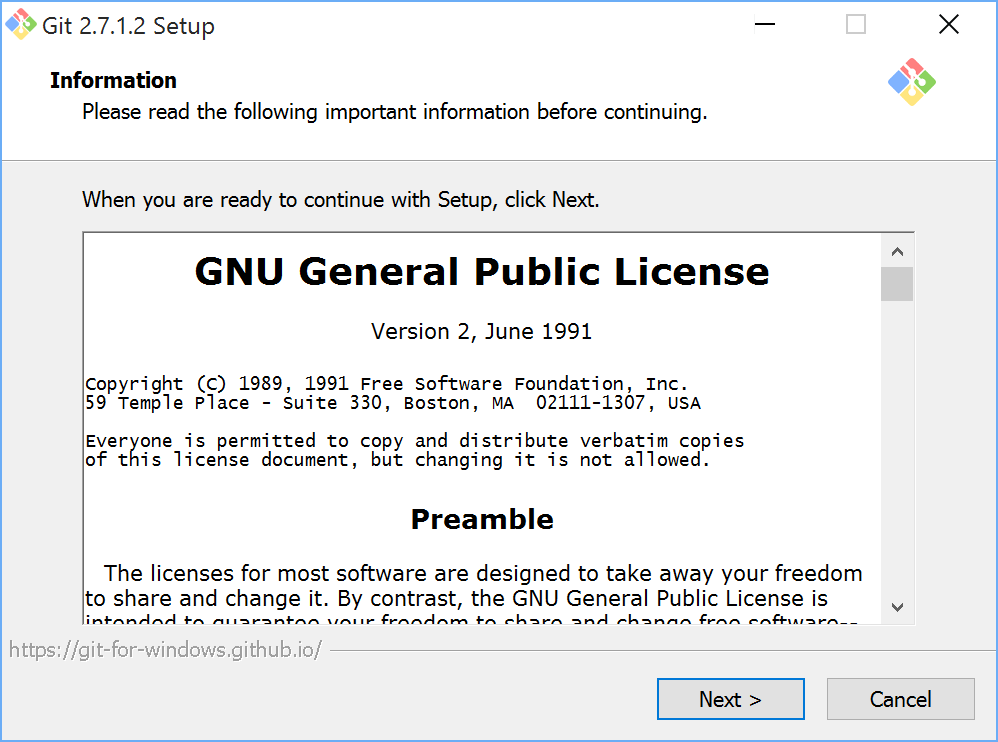 Git 2.7.1.2 Setup
Information
Please read the following important information before continuing.
When you are ready to continue with Setup, click Next.
GNU General Public License
Version 2, June 1991
Copyright (C) 1989, 1991 Free Software Foundation, Inc.
59 Temple Place - Suite 330, Boston, MA  02111-1307, USA
Everyone is permitted to copy and distribute verbatim copies
of this license document, but changing it is not allowed.
Preamble
The licenses for most software are designed to take away your freedom
to share and change it. By contrast, the GNU General Public License is
intended to guarantee your freedom to share and change free software--
https://git-for-windows.github.io/
Next >
Cancel